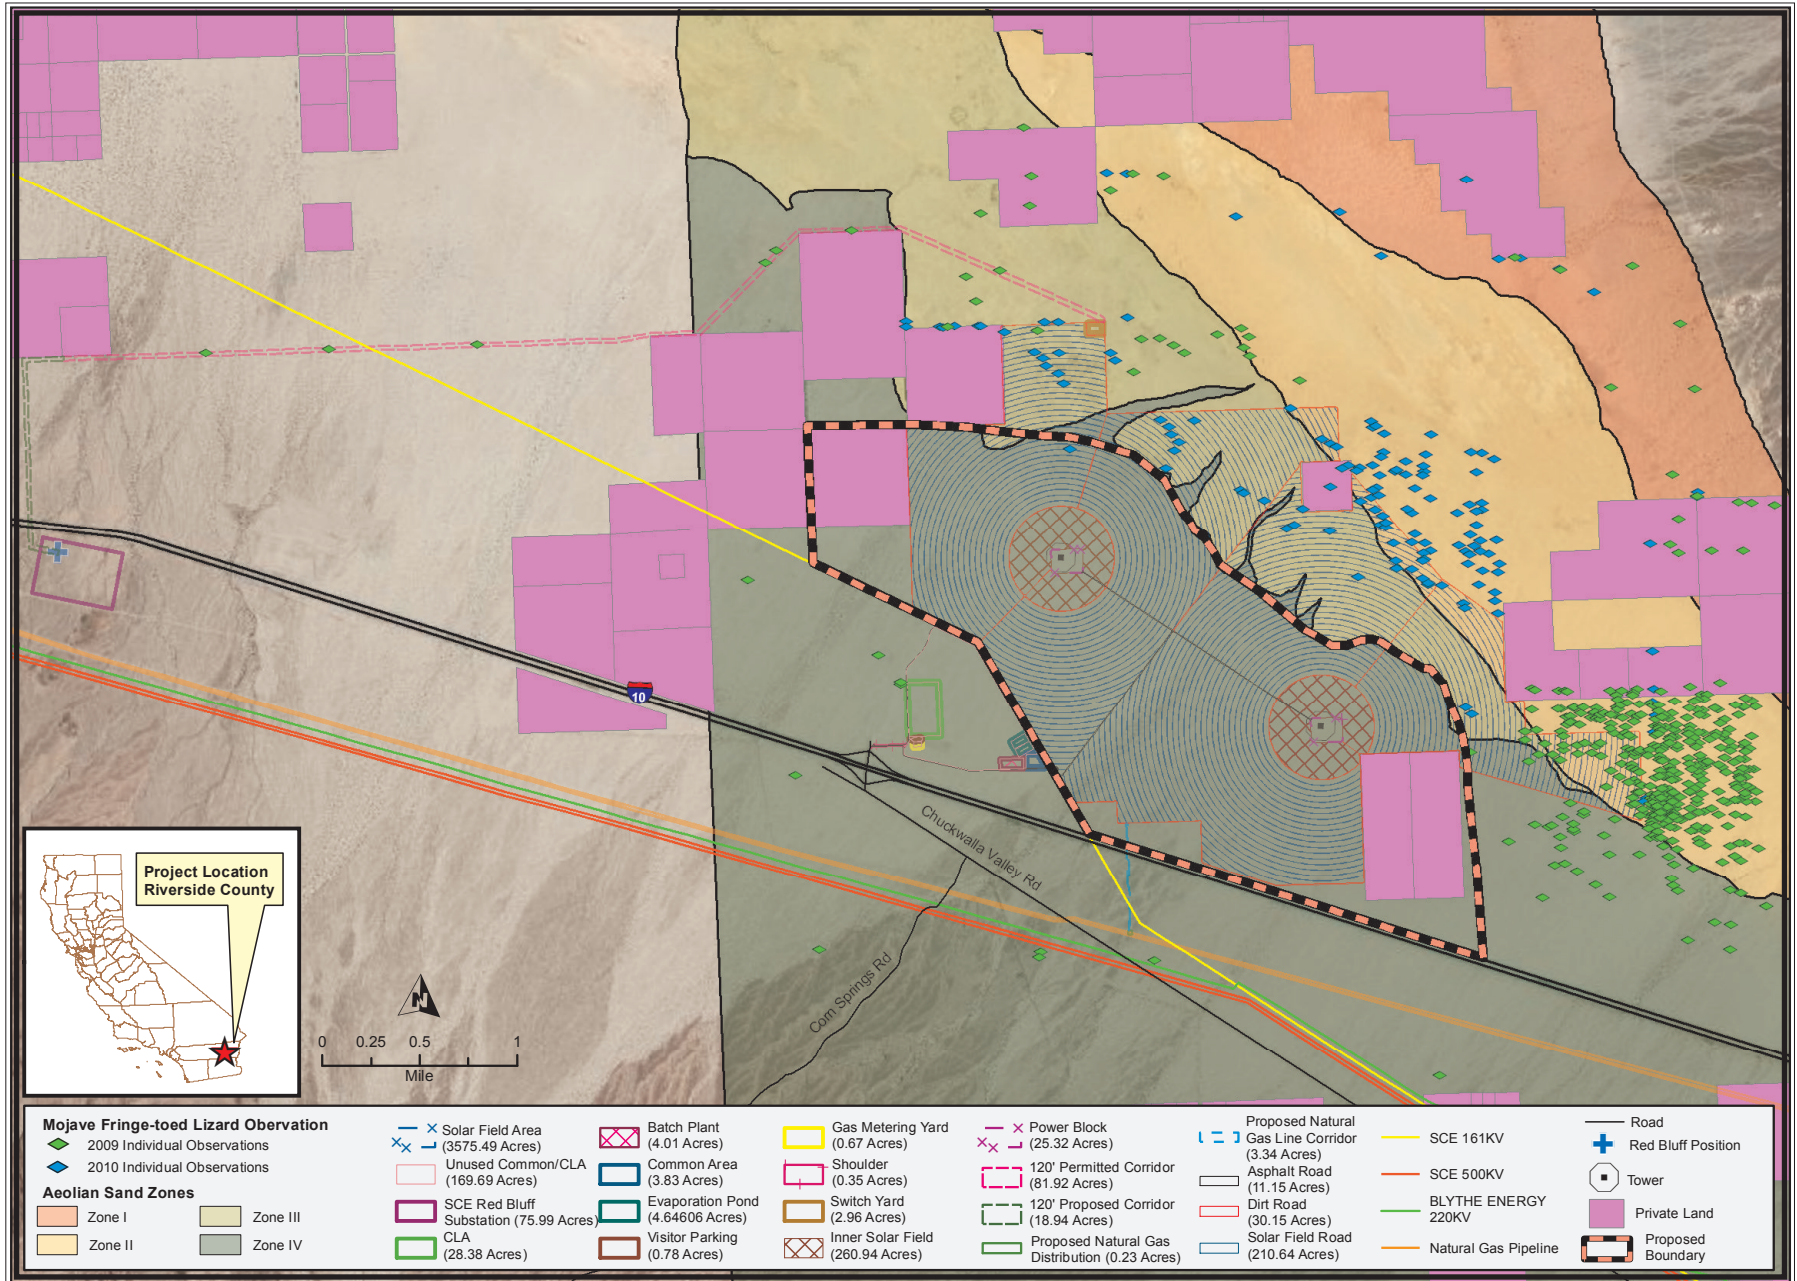 10
Chuckwalla Valley Rd
Corn Springs Rd
Project Location
Riverside County
N
0 0.25 0.5 1
Mile
Mojave Fringe-toed Lizard Obervation
2009 Individual Observations
2010 Individual Observations
Aeolian Sand Zones
Zone I
Zone II
Zone III
Zone IV
Solar Field Area
(3575.49 Acres)
Unused Common/CLA
(169.69 Acres)
SCE Red Bluff
Substation (75.99 Acres)
CLA
(28.38 Acres)
Batch Plant
(4.01 Acres)
Common Area
(3.83 Acres)
Evaporation Pond
(4.64606 Acres)
Visitor Parking
(0.78 Acres)
Gas Metering Yard
(0.67 Acres)
Shoulder
(0.35 Acres)
Switch Yard
(2.96 Acres)
Inner Solar Field
(260.94 Acres)
Power Block
(25.32 Acres)
120' Permitted Corridor
(81.92 Acres)
120' Proposed Corridor
(18.94 Acres)
Proposed Natural Gas
Distribution (0.23 Acres)
Proposed Natural
Gas Line Corridor
(3.34 Acres)
Asphalt Road
(11.15 Acres)
Dirt Road
(30.15 Acres)
Solar Field Road
(210.64 Acres)
SCE 161KV
SCE 500KV
BLYTHE ENERGY
220KV
Natural Gas Pipeline
Road
Red Bluff Position
Tower
Private Land
Proposed
Boundary